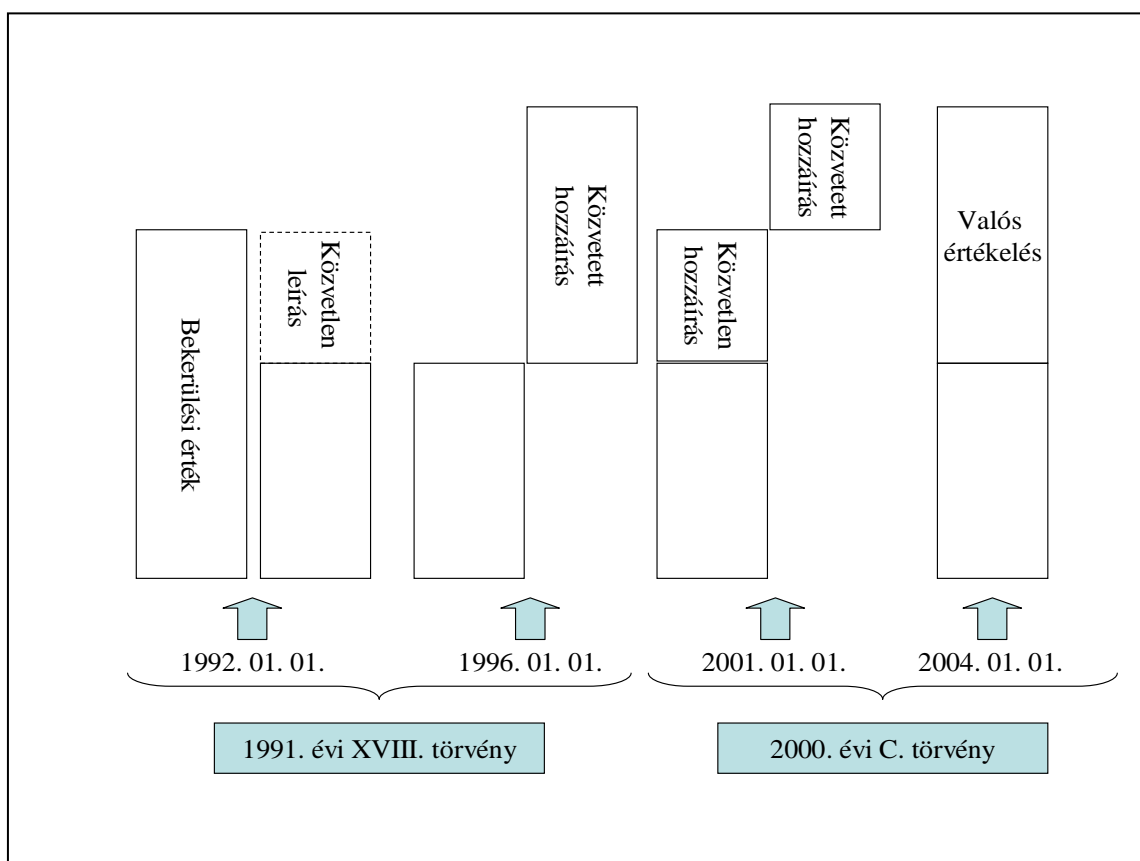 Bekerülési érték
Közvetlen
leírás
Közvetett
hozzáírás
Közvetlen
hozzáírás
Közvetett
hozzáírás
Valós
értékelés
1992. 01. 01.
1996. 01. 01.
2001. 01. 01.
2004. 01. 01.
1991. évi XVIII. törvény
2000. évi C. törvény